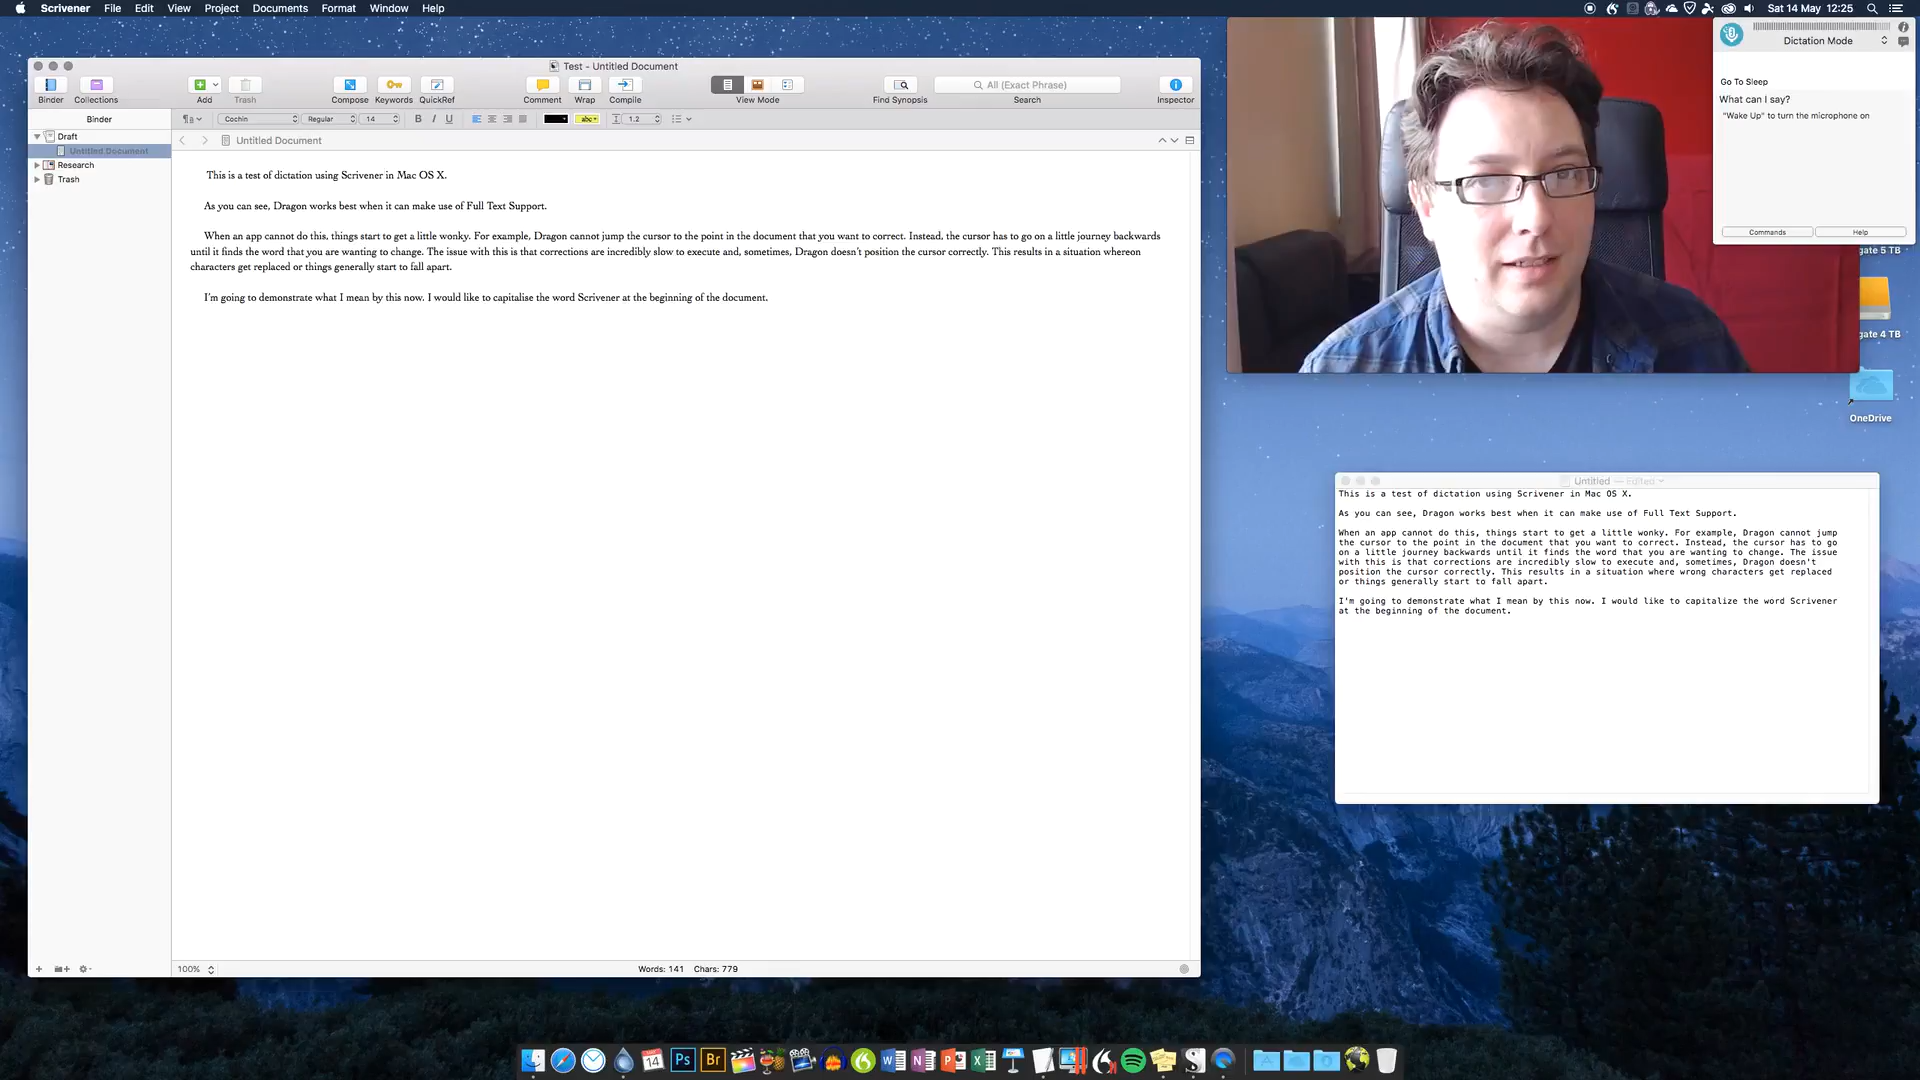 Scrivener File Edit View Project Documents Format Window Help
Sat 14 May 12:25
Test - Untitled Document
Binder Collections Add Trash Compose Keywords QuickRef Comment Wrap Compile View Mode Find Synopsis Search Inspector
All (Exact Phrase)
Binder
Cochin Regular 14 B I U abc 1.2
Draft
Untitled Document
Research
Trash
Untitled Document
This is a test of dictation using Scrivener in Mac OS X.
As you can see, Dragon works best when it can make use of Full Text Support.
When an app cannot do this, things start to get a little wonky. For example, Dragon cannot jump the cursor to the point in the document that you want to correct. Instead, the cursor has to go on a little journey backwards
until it finds the word that you are wanting to change. The issue with this is that corrections are incredibly slow to execute and, sometimes, Dragon doesn't position the cursor correctly. This results in a situation whereon
characters get replaced or things generally start to fall apart.
I'm going to demonstrate what I mean by this now. I would like to capitalise the word Scrivener at the beginning of the document.
100%
Words: 141 Chars: 779
Dictation Mode
Go To Sleep
What can I say?
"Wake Up" to turn the microphone on
Commands Help
gate 5 TB
gate 4 TB
OneDrive
Untitled — Edited
This is a test of dictation using Scrivener in Mac OS X.
As you can see, Dragon works best when it can make use of Full Text Support.
When an app cannot do this, things start to get a little wonky. For example, Dragon cannot jump
the cursor to the point in the document that you want to correct. Instead, the cursor has to go
on a little journey backwards until it finds the word that you are wanting to change. The issue
with this is that corrections are incredibly slow to execute and, sometimes, Dragon doesn't
position the cursor correctly. This results in a situation where wrong characters get replaced
or things generally start to fall apart.
I'm going to demonstrate what I mean by this now. I would like to capitalize the word Scrivener
at the beginning of the document.
14 Ps Br W N P X S